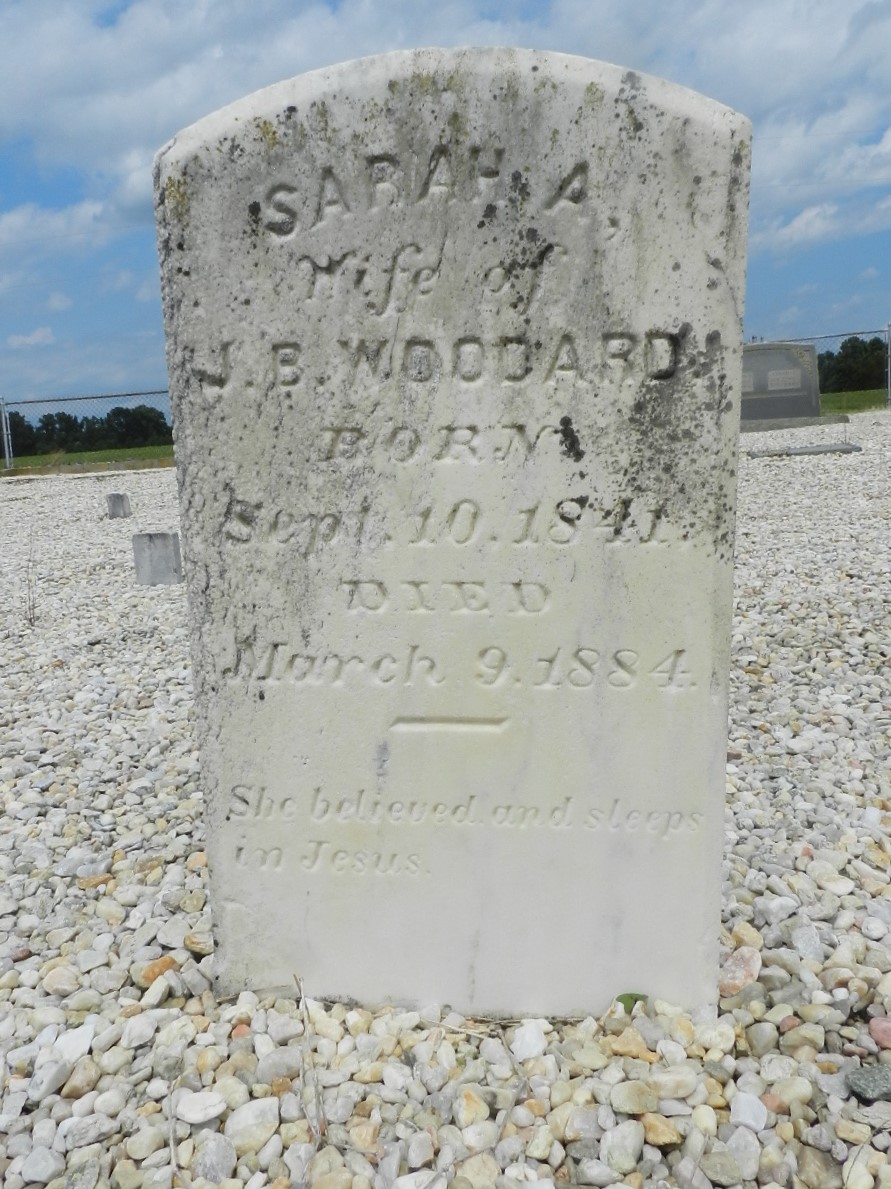 SARAH A,
Wife of
J. B. WOODARD
BORN
Sept. 10. 1841.
DIED
March 9. 1884.
She believed and sleeps
in Jesus.